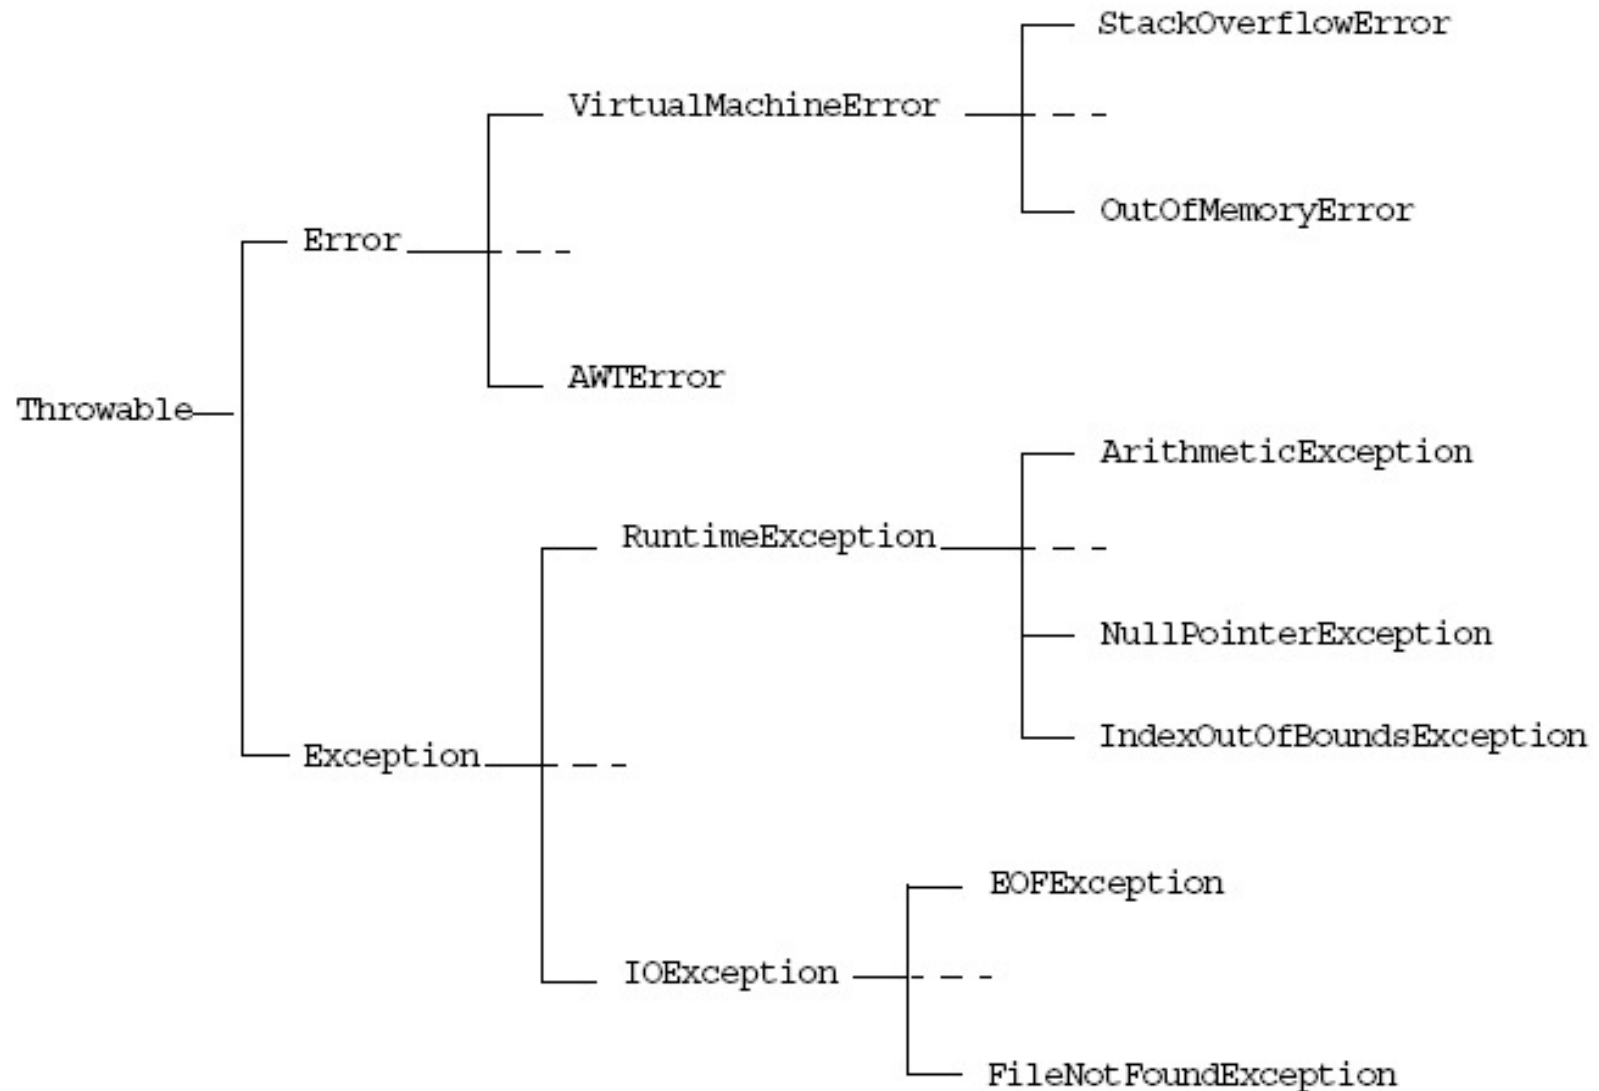 StackOverflowError
VirtualMachineError
OutOfMemoryError
Error
AWTError
Throwable
ArithmeticException
RuntimeException
NullPointerException
IndexOutOfBoundsException
Exception
EOFException
IOException
FileNotFoundException